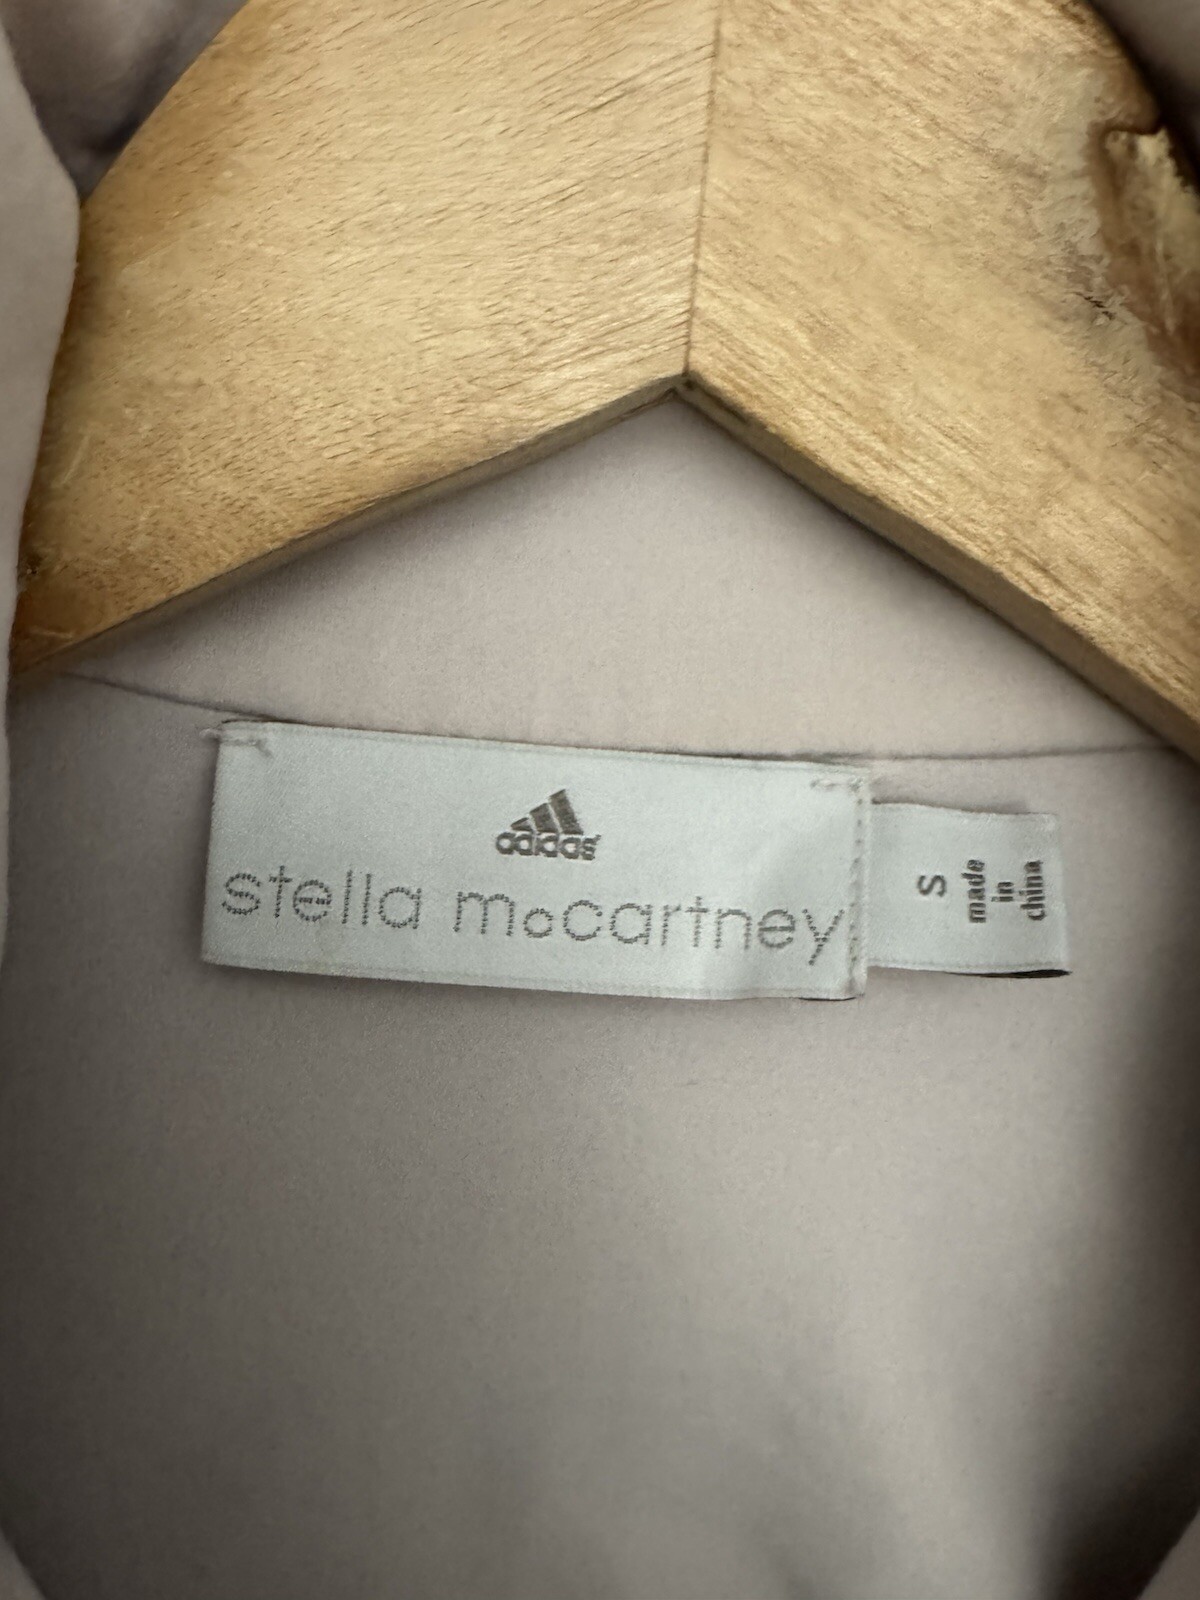 adidas
stella mccartney
S
made
in
china